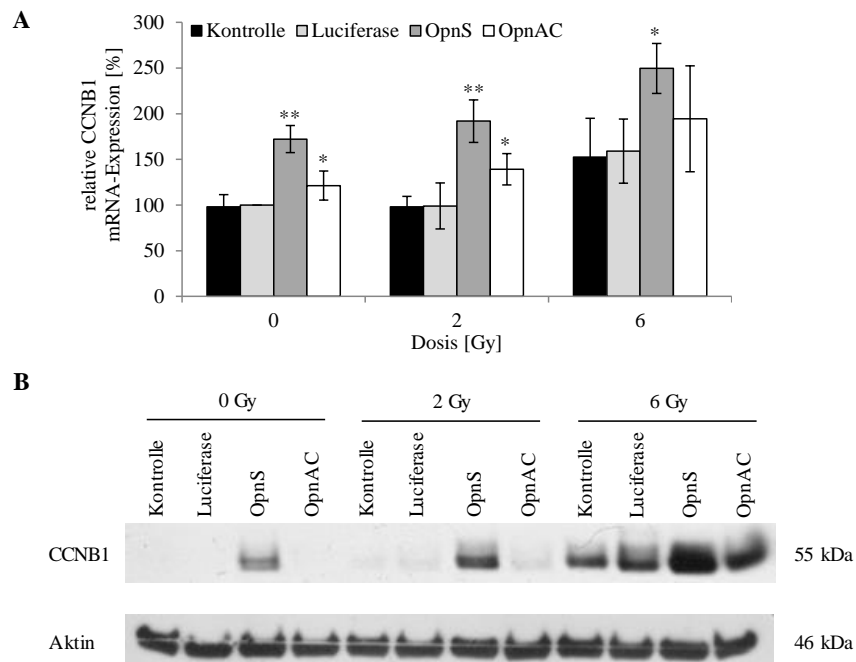 A
Kontrolle Luciferase OpnS OpnAC
relative CCNB1
mRNA-Expression [%]
300
250
200
150
100
50
0
** * ** * *
0 2 6
Dosis [Gy]
B
0 Gy 2 Gy 6 Gy
Kontrolle Luciferase OpnS OpnAC Kontrolle Luciferase OpnS OpnAC Kontrolle Luciferase OpnS OpnAC
CCNB1 55 kDa
Aktin 46 kDa